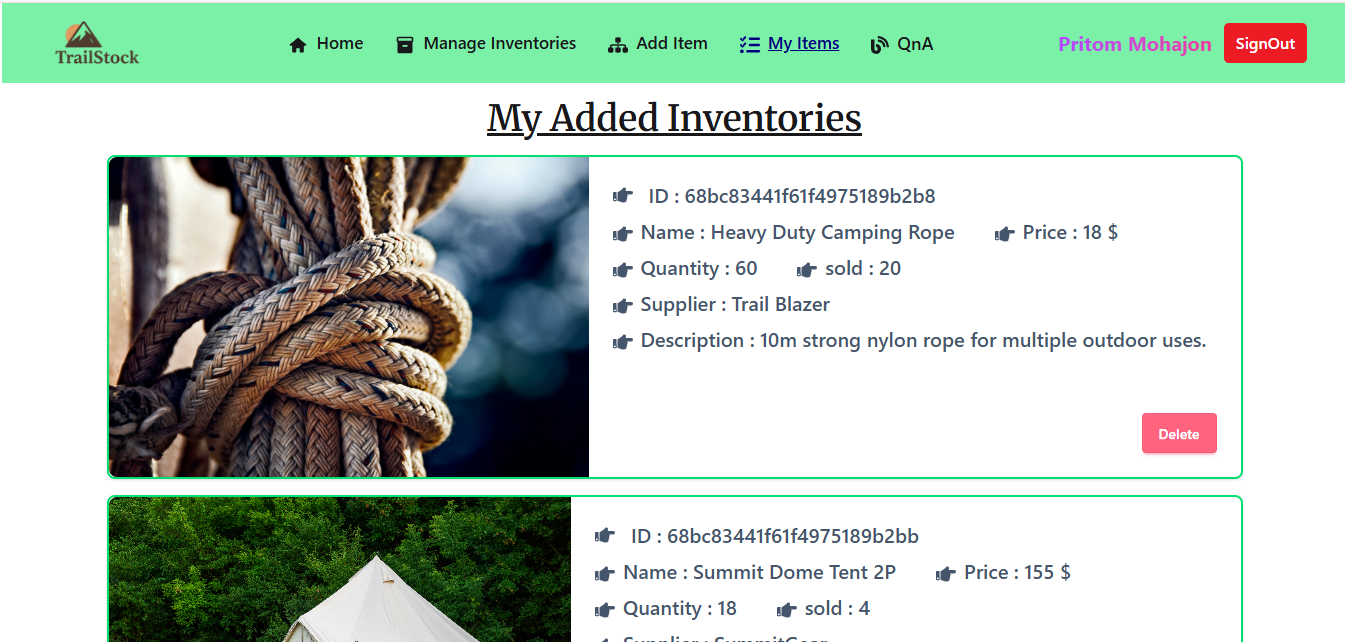 TrailStock
Home Manage Inventories Add Item My Items QnA Pritom Mohajon SignOut
My Added Inventories
ID : 68bc83441f61f4975189b2b8
Name : Heavy Duty Camping Rope Price : 18 $
Quantity : 60 sold : 20
Supplier : Trail Blazer
Description : 10m strong nylon rope for multiple outdoor uses.
Delete
ID : 68bc83441f61f4975189b2bb
Name : Summit Dome Tent 2P Price : 155 $
Quantity : 18 sold : 4
Supplier : SummitGear